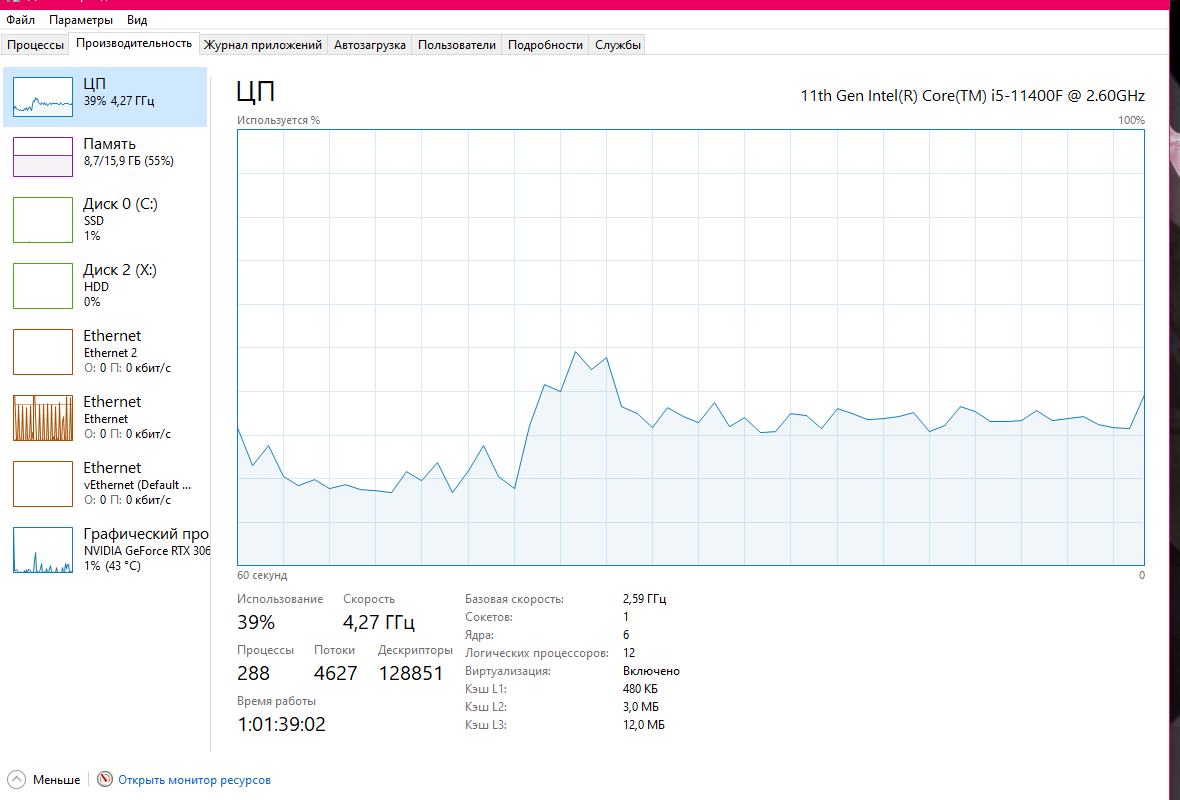 Файл Параметры Вид
Процессы Производительность Журнал приложений Автозагрузка Пользователи Подробности Службы
ЦП
39% 4,27 ГГц
Память
8,7/15,9 ГБ (55%)
Диск 0 (C:)
SSD
1%
Диск 2 (X:)
HDD
0%
Ethernet
Ethernet 2
О: 0 П: 0 кбит/с
Ethernet
Ethernet
О: 0 П: 0 кбит/с
Ethernet
vEthernet (Default ...
О: 0 П: 0 кбит/с
Графический про
NVIDIA GeForce RTX 306
1% (43 °C)
ЦП
11th Gen Intel(R) Core(TM) i5-11400F @ 2.60GHz
Используется % 100%
60 секунд 0
Использование Скорость
39% 4,27 ГГц
Процессы Потоки Дескрипторы
288 4627 128851
Время работы
1:01:39:02
Базовая скорость: 2,59 ГГц
Сокетов: 1
Ядра: 6
Логических процессоров: 12
Виртуализация: Включено
Кэш L1: 480 КБ
Кэш L2: 3,0 МБ
Кэш L3: 12,0 МБ
Меньше Открыть монитор ресурсов